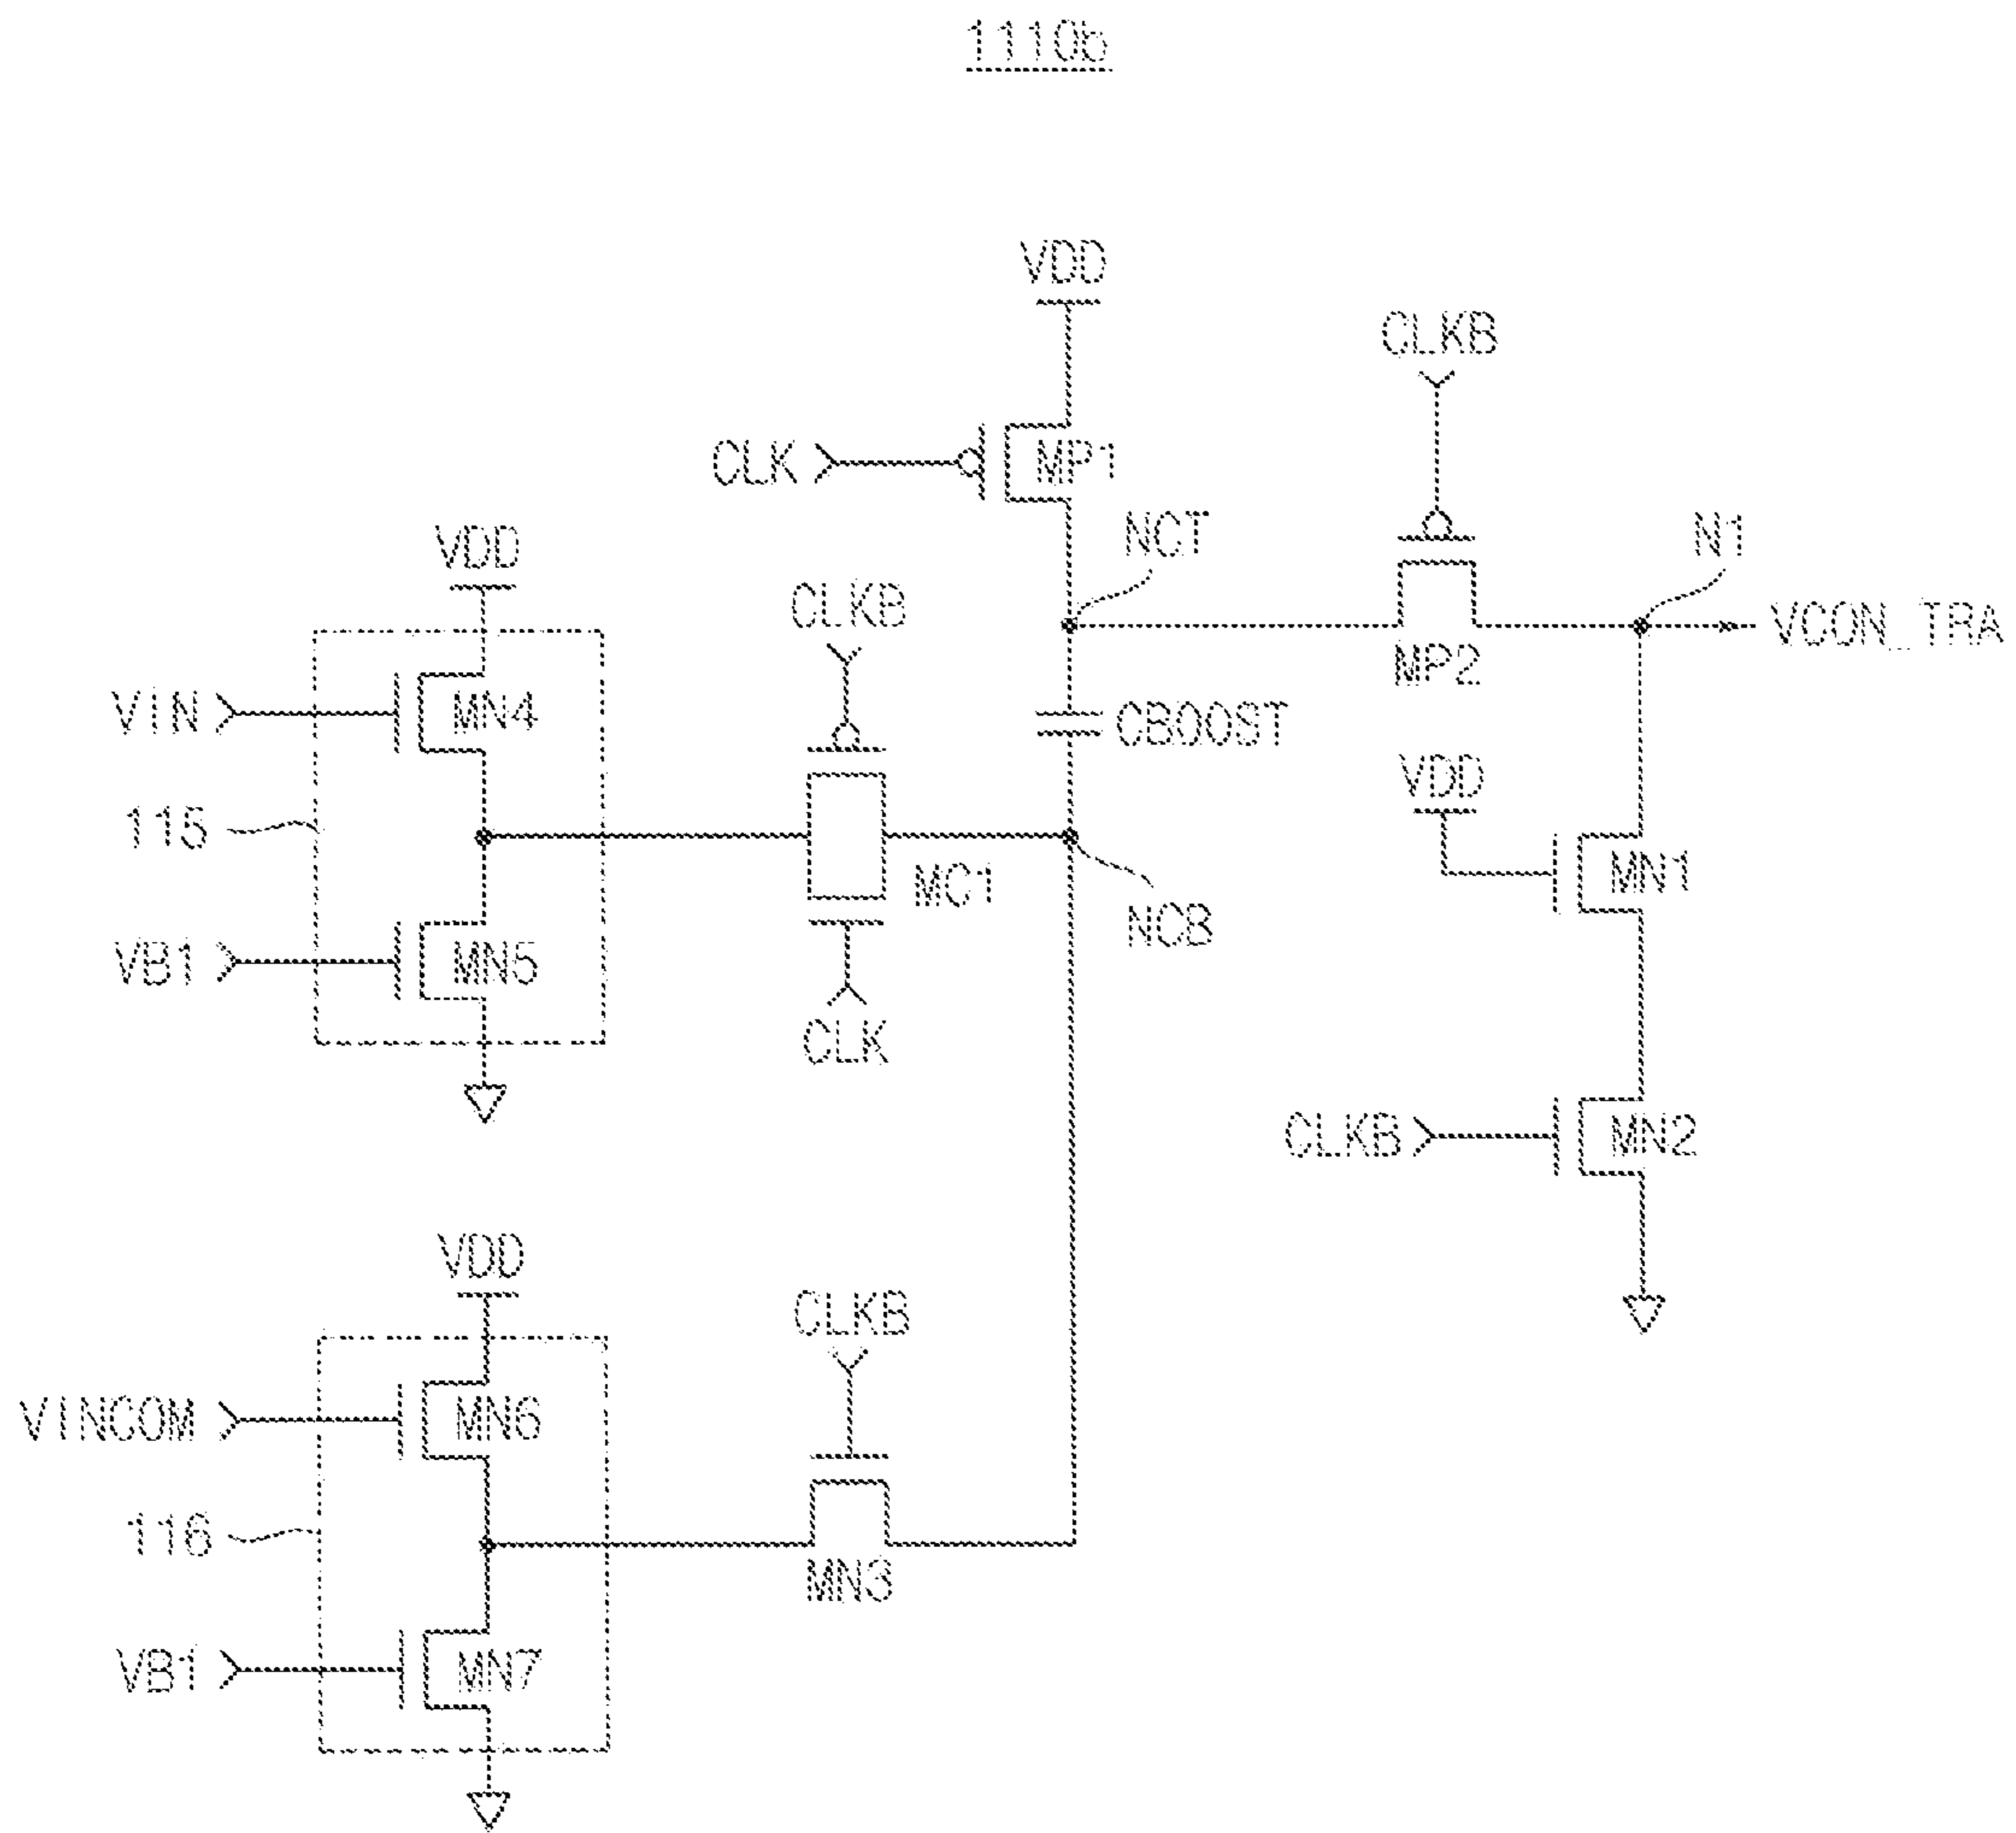 1110b
VDD
CLKB
CLK
MP1
NCT
N1
VDD
CLKB
VCON_TRA
MP2
VIN
MN4
CBOOST
VDD
115
MC1
MN1
NCB
VB1
MN5
CLK
CLKB
MN2
VDD
CLKB
VINCOM
MN6
116
MN3
VB1
MN7